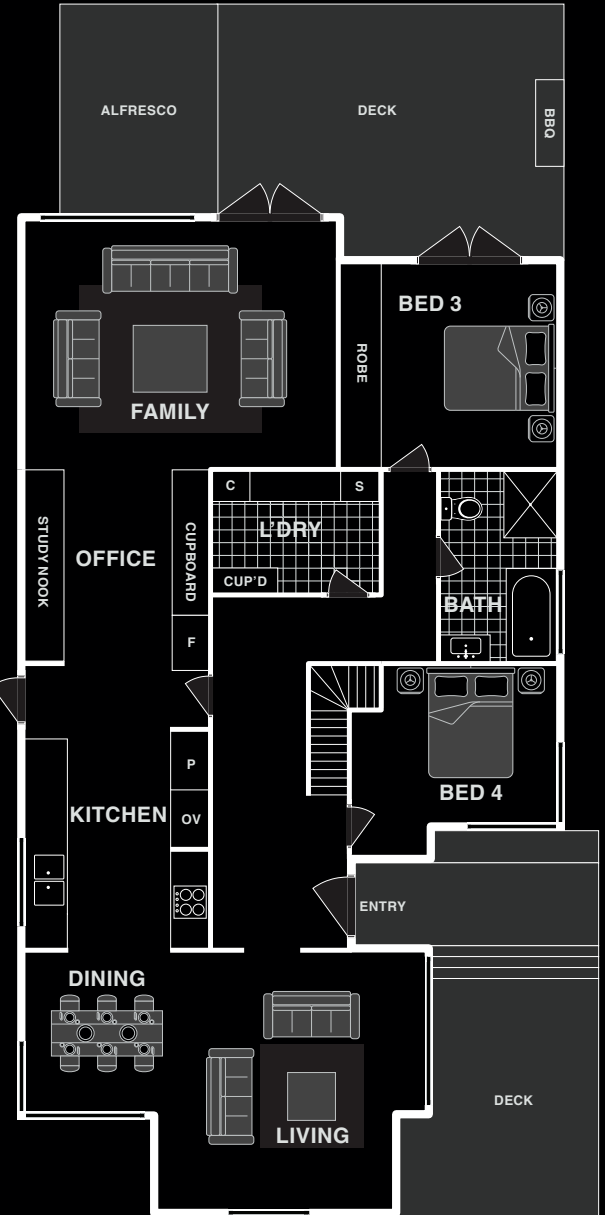 ALFRESCO
DECK
BBQ
BED 3
ROBE
FAMILY
C
S
L'DRY
CUP'D
STUDY NOOK
OFFICE
CUPBOARD
F
BATH
P
BED 4
KITCHEN
OV
ENTRY
DINING
DECK
LIVING